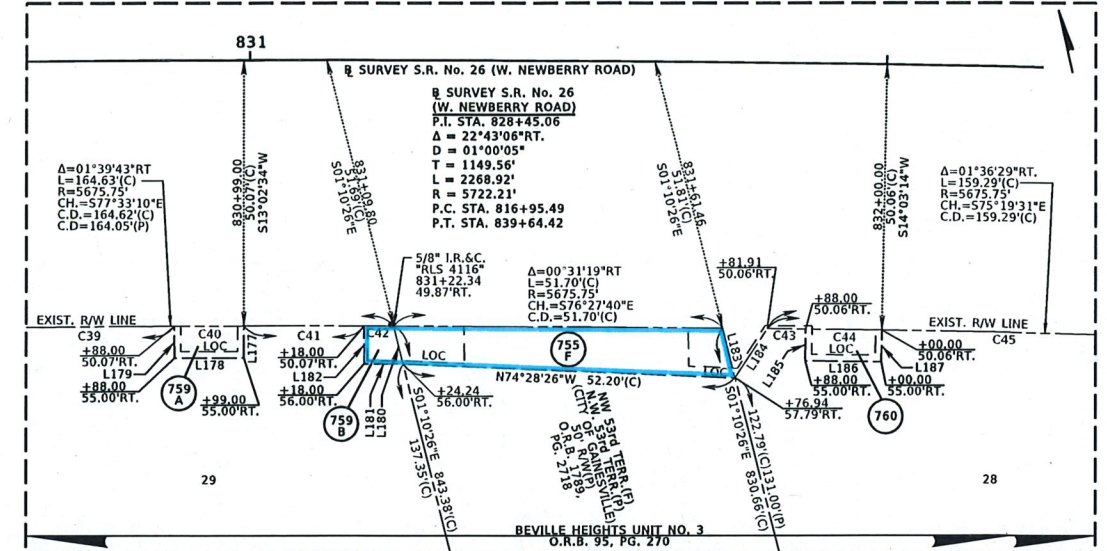 831
B SURVEY S.R. No. 26 (W. NEWBERRY ROAD)
B SURVEY S.R. No. 26
(W. NEWBERRY ROAD)
P.I. STA. 828+45.06
Δ = 22°43'06"RT.
D = 01°00'05"
T = 1149.56'
L = 2268.92'
R = 5722.21'
P.C. STA. 816+95.49
P.T. STA. 839+64.42
Δ=01°39'43"RT
L=164.63'(C)
R=5675.75'
CH.=S77°33'10"E
C.D.=164.62'(C)
C.D=164.05'(P)
830+99.00
50.07'(C)
S13°02'34"W
831+09.80
51.69'(C)
S01°10'26"E
831+61.46
51.81'(C)
S01°10'26"E
832+00.00
50.06'(C)
S14°03'14"W
Δ=01°36'29"RT.
L=159.29'(C)
R=5675.75'
CH.=S75°19'31"E
C.D.=159.29'(C)
5/8" I.R.&C.
"RLS 4116"
831+22.34
49.87'RT.
Δ=00°31'19"RT
L=51.70'(C)
R=5675.75'
CH.=S76°27'40"E
C.D.=51.70'(C)
+81.91
50.06'RT.
+88.00
50.06'RT.
EXIST. R/W LINE
C39
C40
LOC
L177
C41
C42
LOC
755
F
LOC
L183
L184
C43
L185
C44
LOC
EXIST. R/W LINE
C45
+88.00
50.07'RT.
L179
+88.00
55.00'RT.
L178
759
A
+99.00
55.00'RT.
+18.00
50.07'RT.
L182
+18.00
56.00'RT.
759
B
L181
L180
+24.24
56.00'RT.
N74°28'26"W 52.20'(C)
+76.94
57.79'RT.
L186
+88.00
55.00'RT.
+00.00
50.06'RT.
L187
+00.00
55.00'RT.
760
S01°10'26"E 843.38'(C)
137.35'(C)
NW 53rd TERR.(F)
N.W. 53rd TERR.(P)
(CITY OF GAINESVILLE)
50' R/W(P)
O.R.B. 1789,
PG. 2718
122.79'(C)131.00'(P)
S01°10'26"E 830.66'(C)
29
28
BEVILLE HEIGHTS UNIT NO. 3
O.R.B. 95, PG. 270